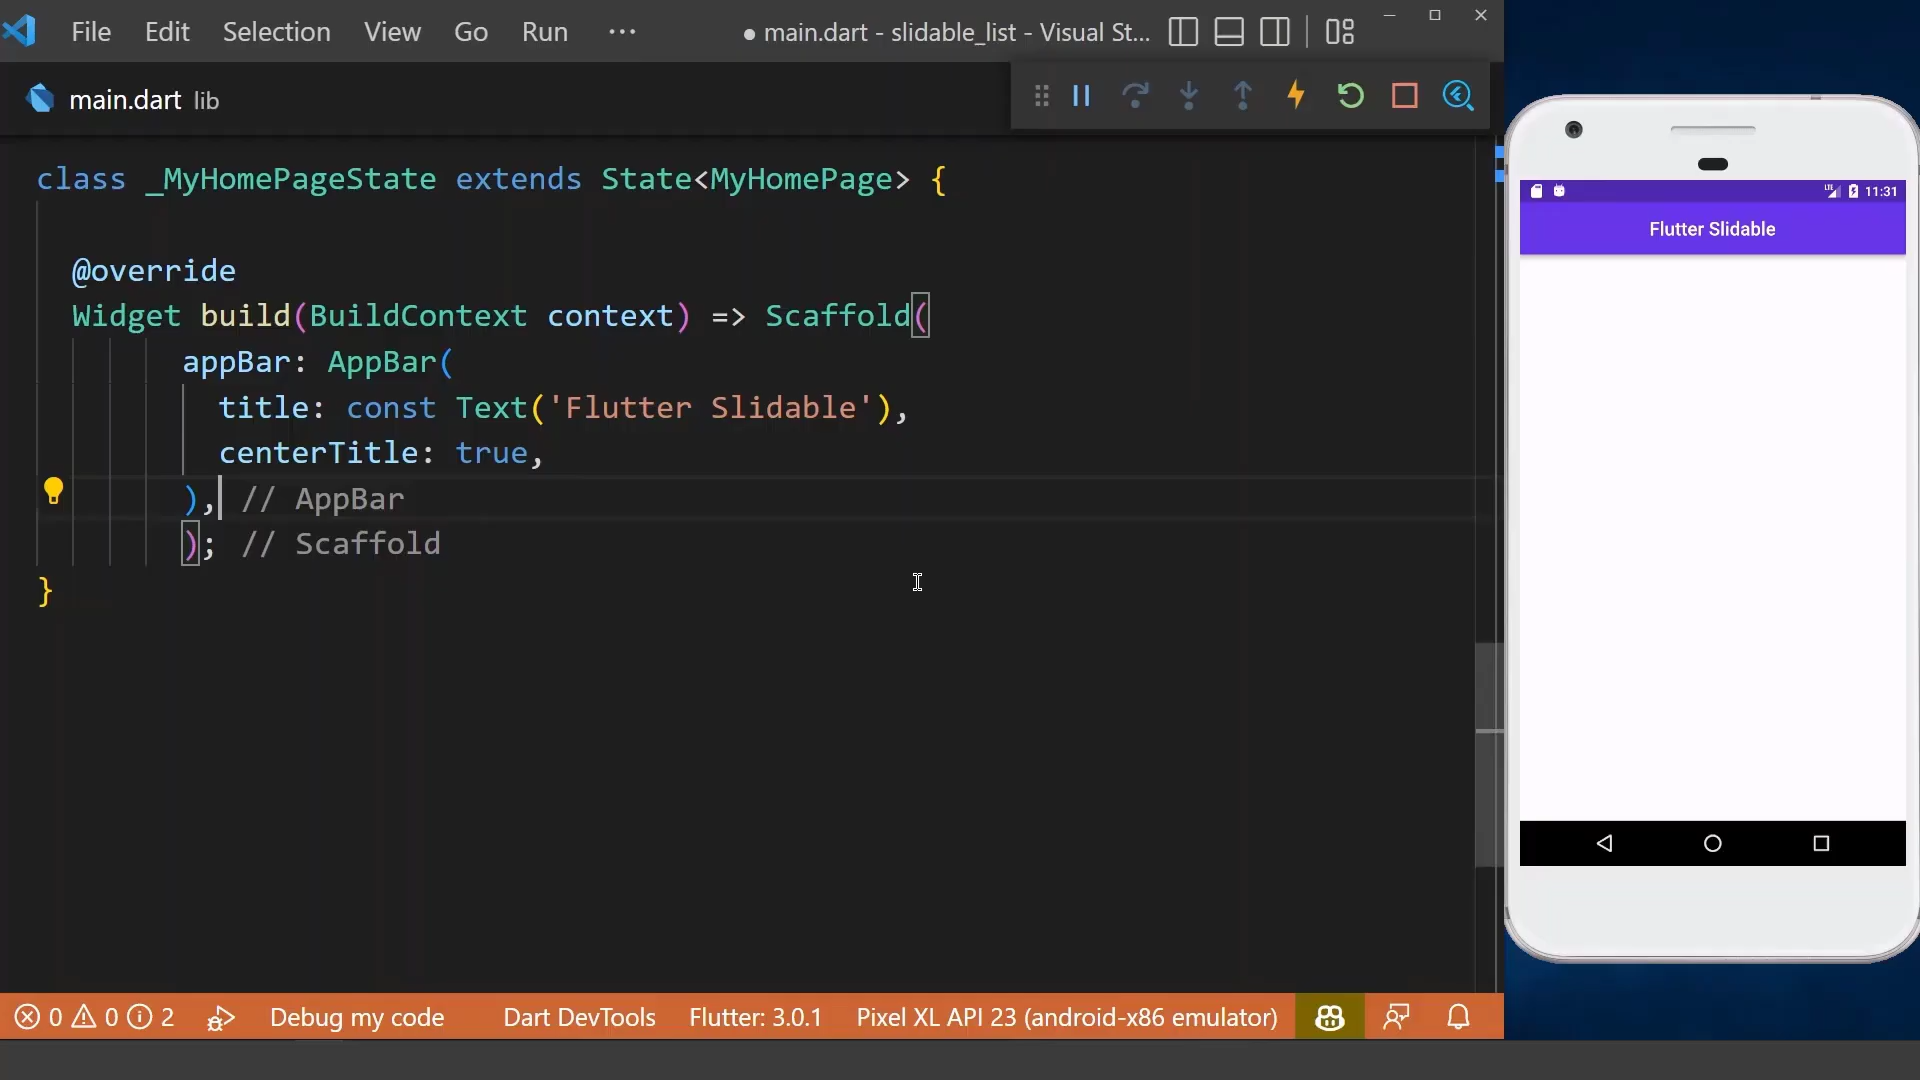 File Edit Selection View Go Run ···
● main.dart - slidable_list - Visual St...
main.dart lib
class _MyHomePageState extends State<MyHomePage> {
@override
Widget build(BuildContext context) => Scaffold(
appBar: AppBar(
title: const Text('Flutter Slidable'),
centerTitle: true,
), // AppBar
); // Scaffold
}
0 0 2 Debug my code Dart DevTools Flutter: 3.0.1 Pixel XL API 23 (android-x86 emulator)
LTE 11:31
Flutter Slidable